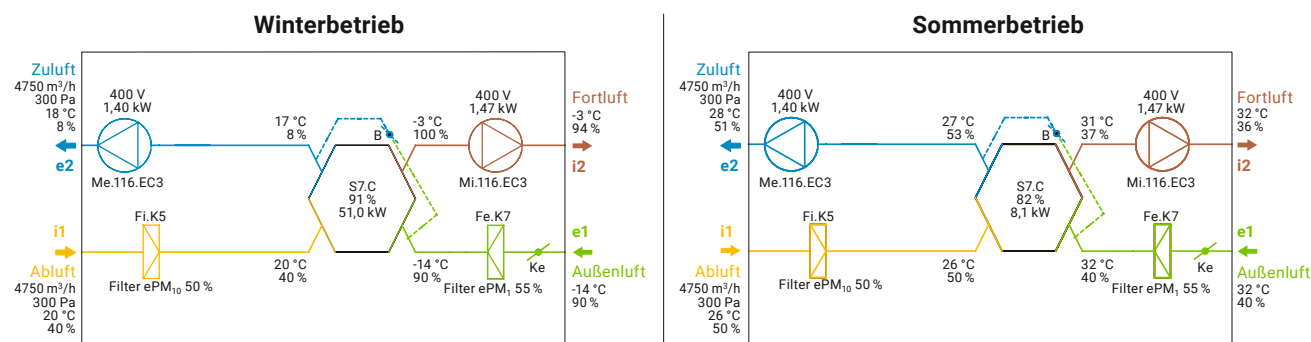 Winterbetrieb
Zuluft
4750 m³/h
300 Pa
18 °C
8 %
e2
400 V
1,40 kW
Me.116.EC3
17 °C
8 %
B
-3 °C
100 %
400 V
1,47 kW
Mi.116.EC3
Fortluft
-3 °C
94 %
i2
S7.C
91 %
51,0 kW
i1
Abluft
4750 m³/h
300 Pa
20 °C
40 %
Fi.K5
Filter ePM₁₀ 50 %
20 °C
40 %
-14 °C
90 %
Fe.K7
Filter ePM₁ 55 %
Ke
e1
Außenluft
-14 °C
90 %
Sommerbetrieb
Zuluft
4750 m³/h
300 Pa
28 °C
51 %
e2
400 V
1,40 kW
Me.116.EC3
27 °C
53 %
B
31 °C
37 %
400 V
1,47 kW
Mi.116.EC3
Fortluft
32 °C
36 %
i2
S7.C
82 %
8,1 kW
i1
Abluft
4750 m³/h
300 Pa
26 °C
50 %
Fi.K5
Filter ePM₁₀ 50 %
26 °C
50 %
32 °C
40 %
Fe.K7
Filter ePM₁ 55 %
Ke
e1
Außenluft
32 °C
40 %